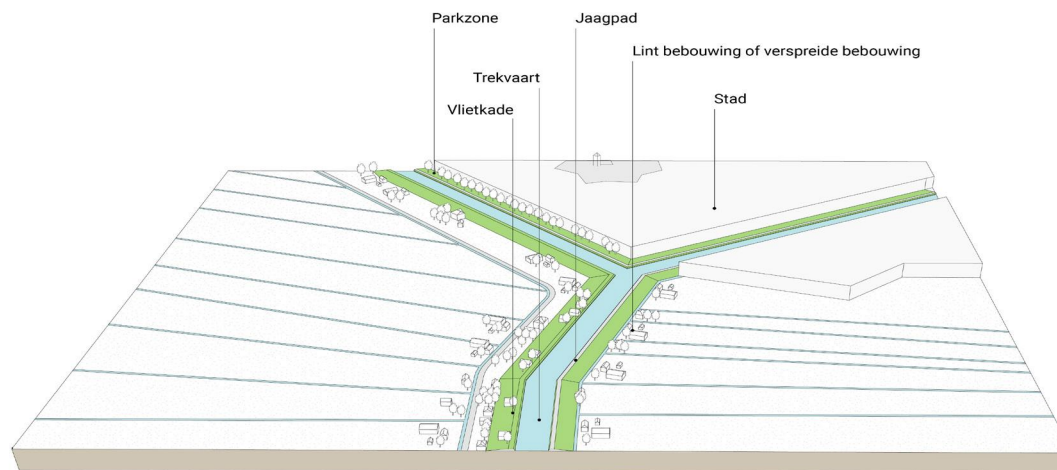 Parkzone
Jaagpad
Lint bebouwing of verspreide bebouwing
Trekvaart
Stad
Vlietkade